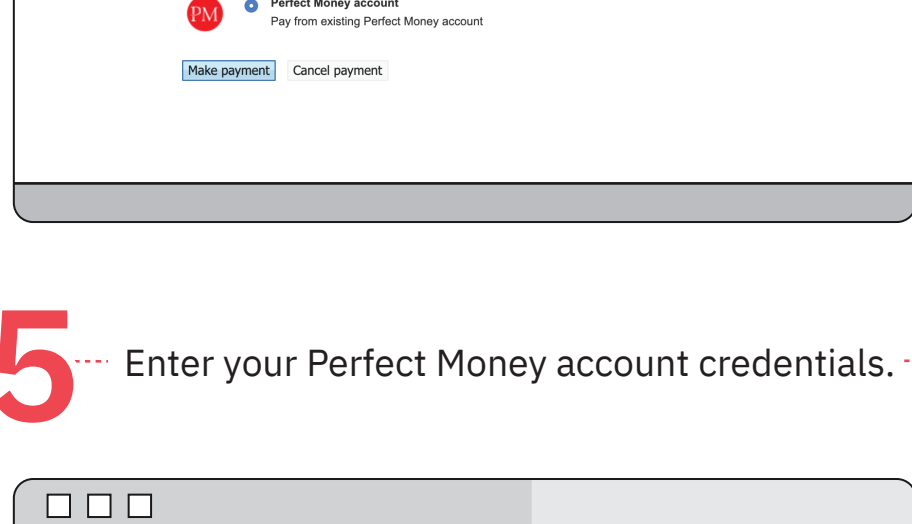 Perfect Money account
PM
Pay from existing Perfect Money account
Make payment Cancel payment
5
Enter your Perfect Money account credentials.